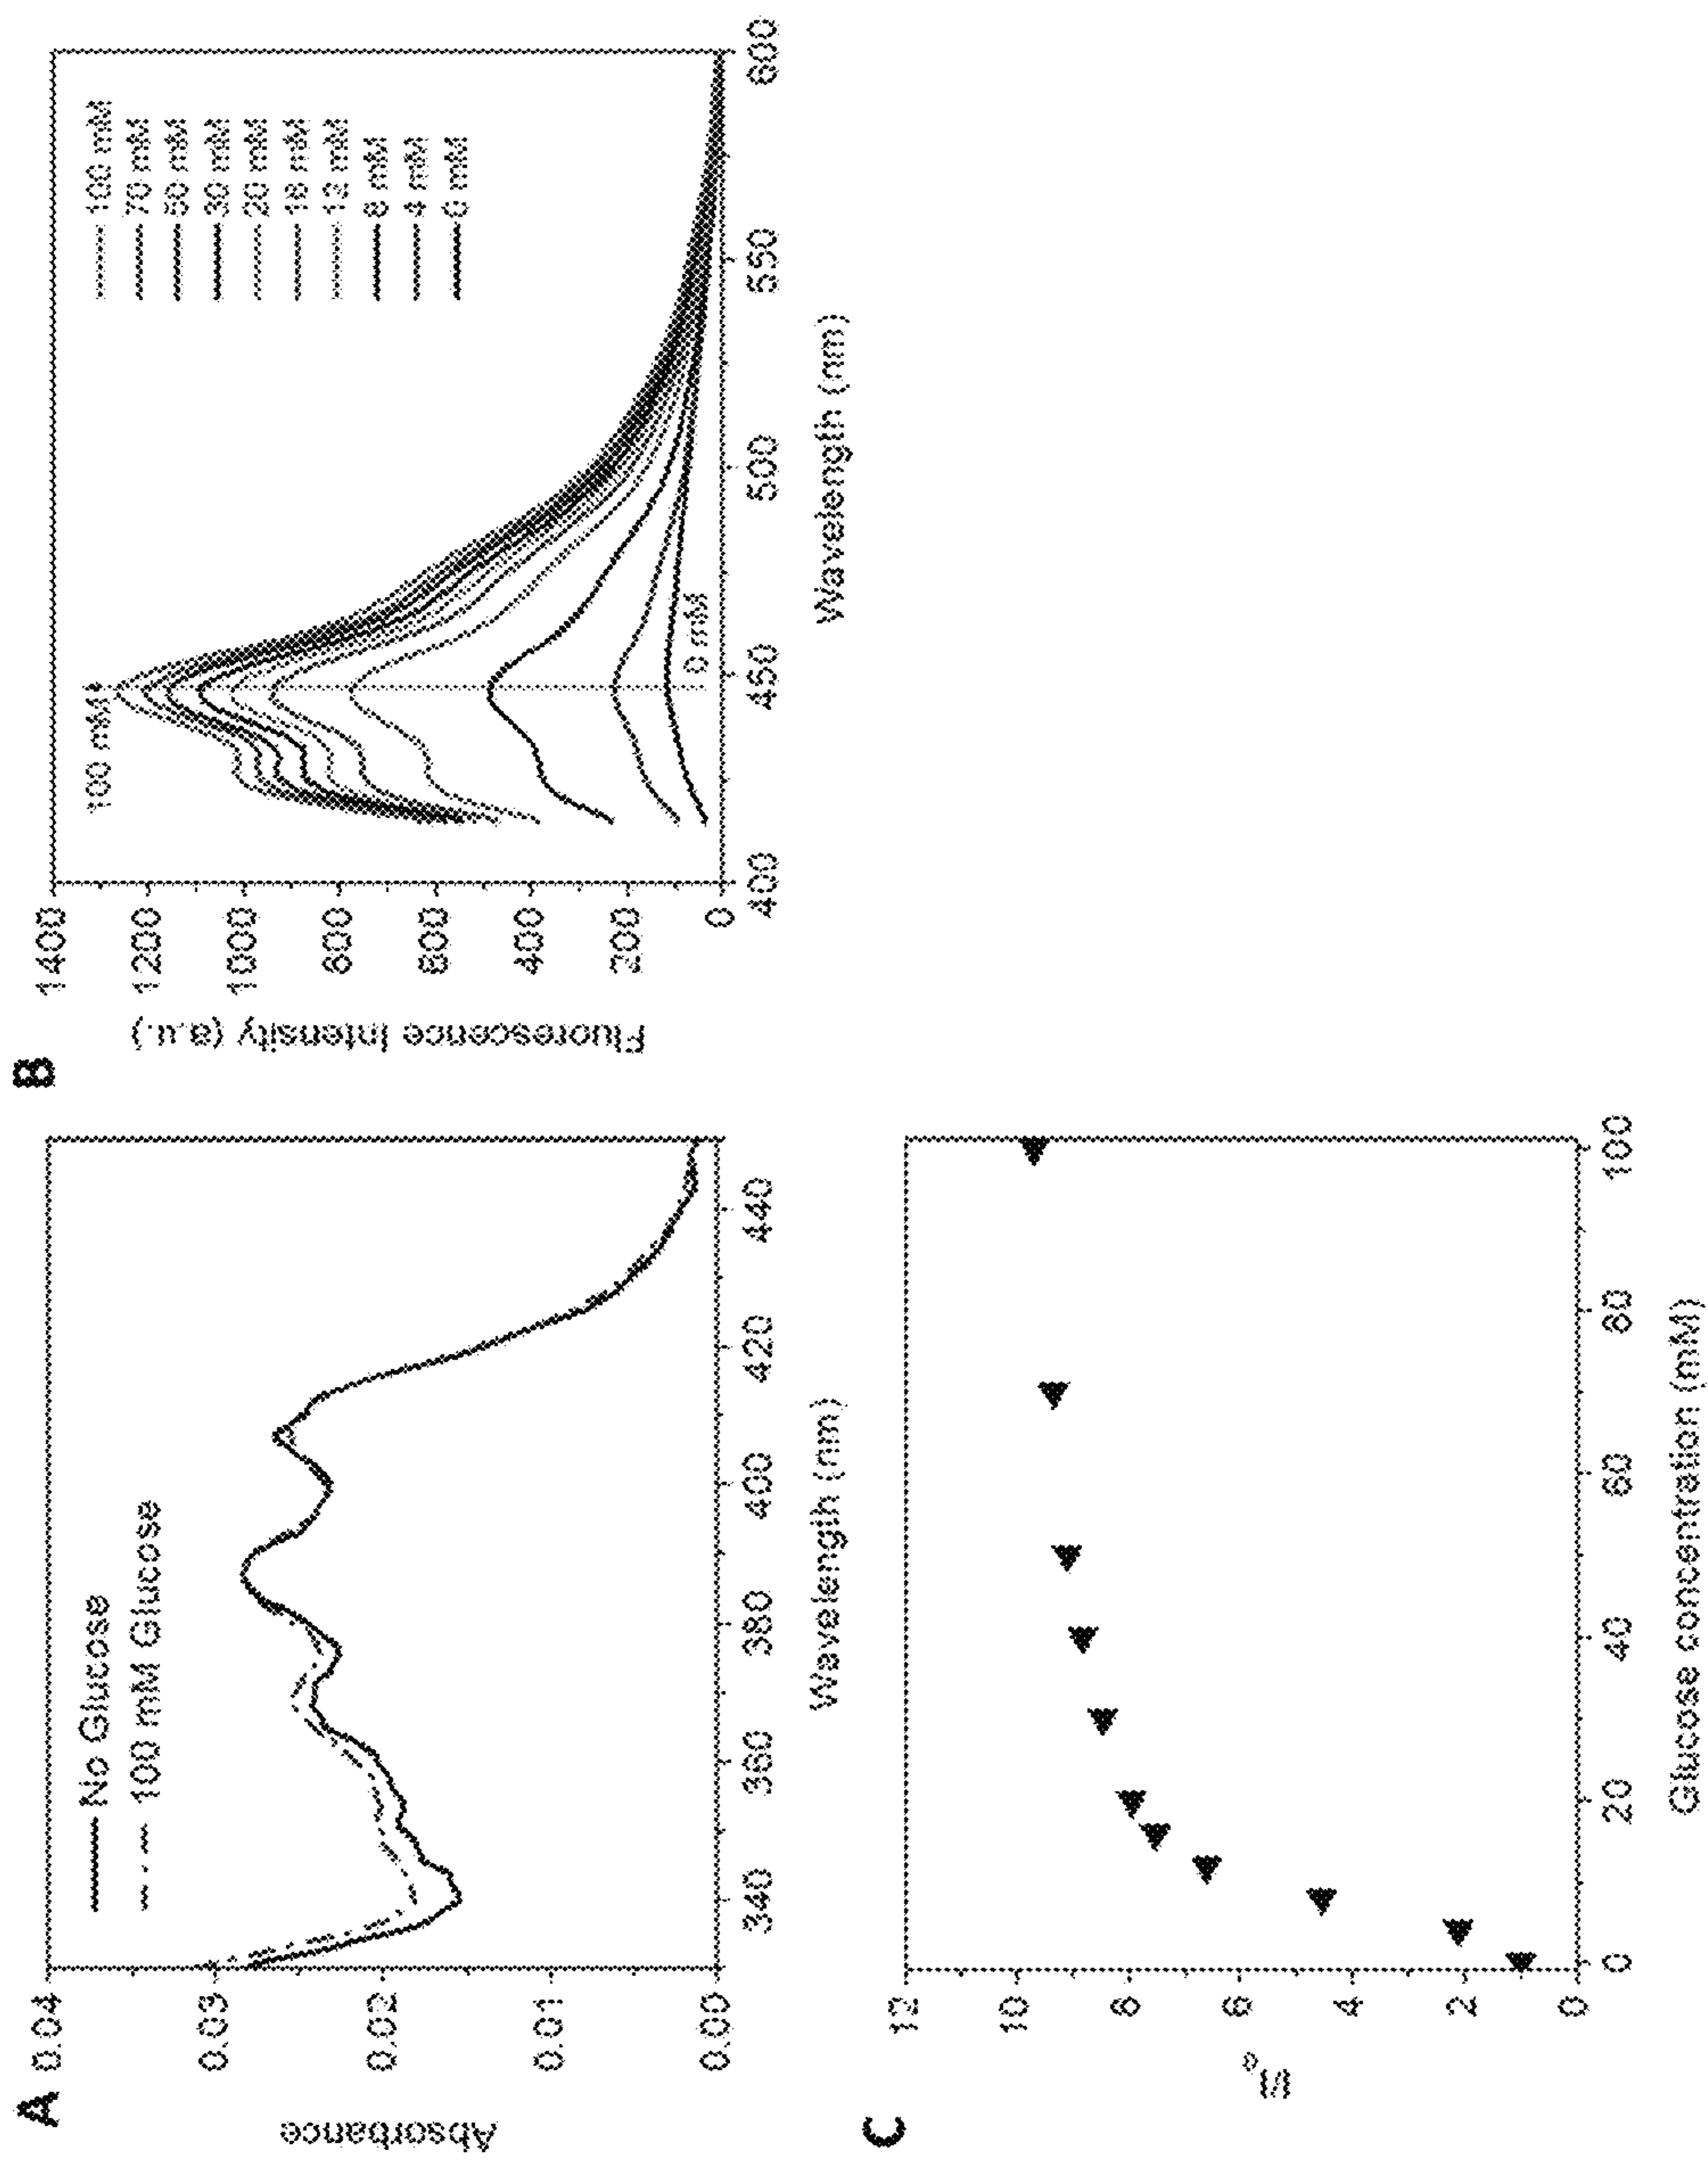 A
Absorbance
0.04
0.03
0.02
0.01
0.00
No Glucose
100 mM Glucose
340
360
380
400
420
440
Wavelength (nm)
B
Fluorescence Intensity (a.u.)
1400
1200
1000
800
600
400
200
0
100 mM
0 mM
100 mM
70 mM
50 mM
30 mM
20 mM
16 mM
12 mM
8 mM
4 mM
0 mM
400
450
500
550
600
Wavelength (nm)
C
I/I0
12
10
8
6
4
2
0
0
20
40
60
80
100
Glucose concentration (mM)